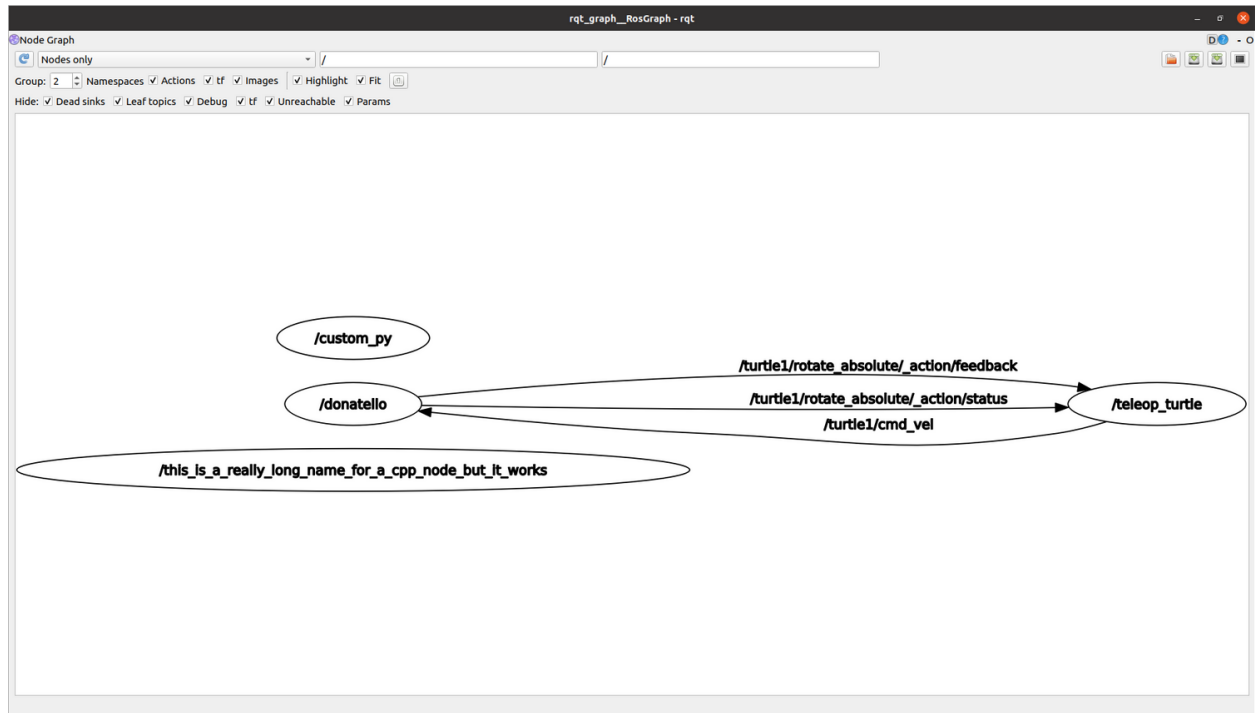 rqt_graph__RosGraph - rqt
Node Graph
D - O
Nodes only / /
Group: 2 Namespaces Actions tf Images Highlight Fit
Hide: Dead sinks Leaf topics Debug tf Unreachable Params
/custom_py
/turtle1/rotate_absolute/_action/feedback
/donatello
/turtle1/rotate_absolute/_action/status
/teleop_turtle
/turtle1/cmd_vel
/this_is_a_really_long_name_for_a_cpp_node_but_it_works